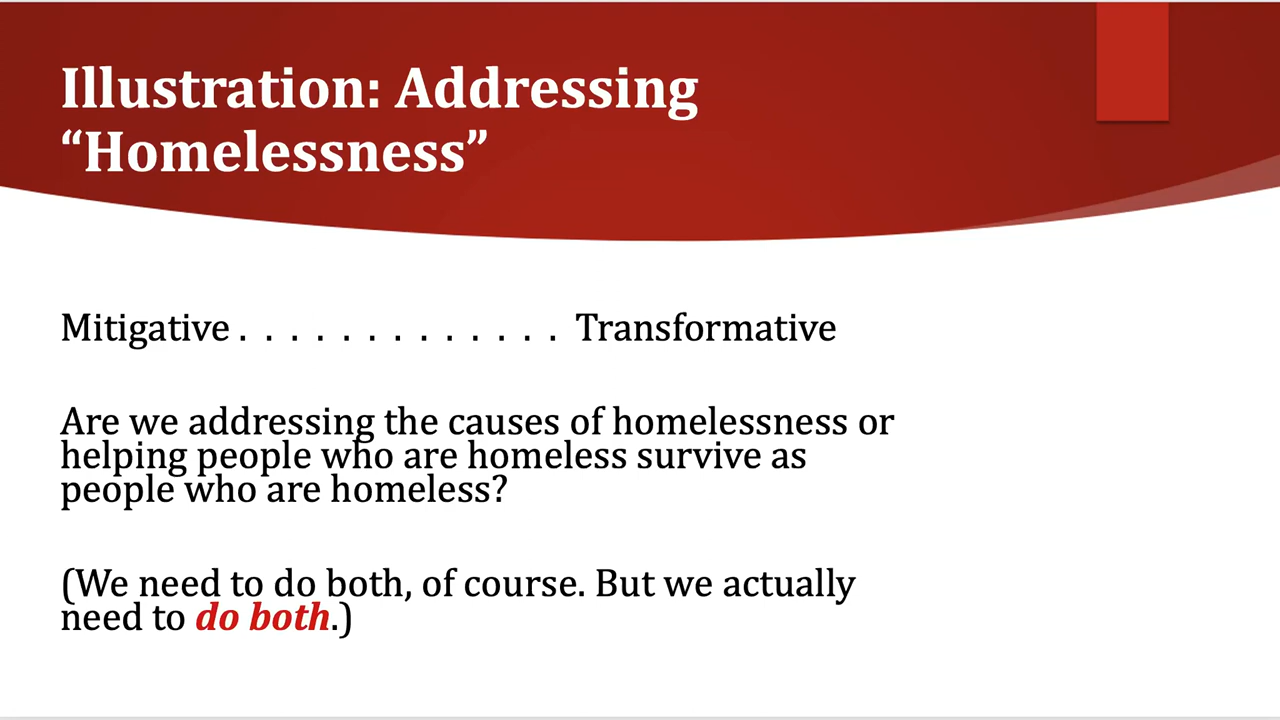 Illustration: Addressing
“Homelessness”
Mitigative . . . . . . . . . . . . . Transformative
Are we addressing the causes of homelessness or
helping people who are homeless survive as
people who are homeless?
(We need to do both, of course. But we actually
need to do both.)